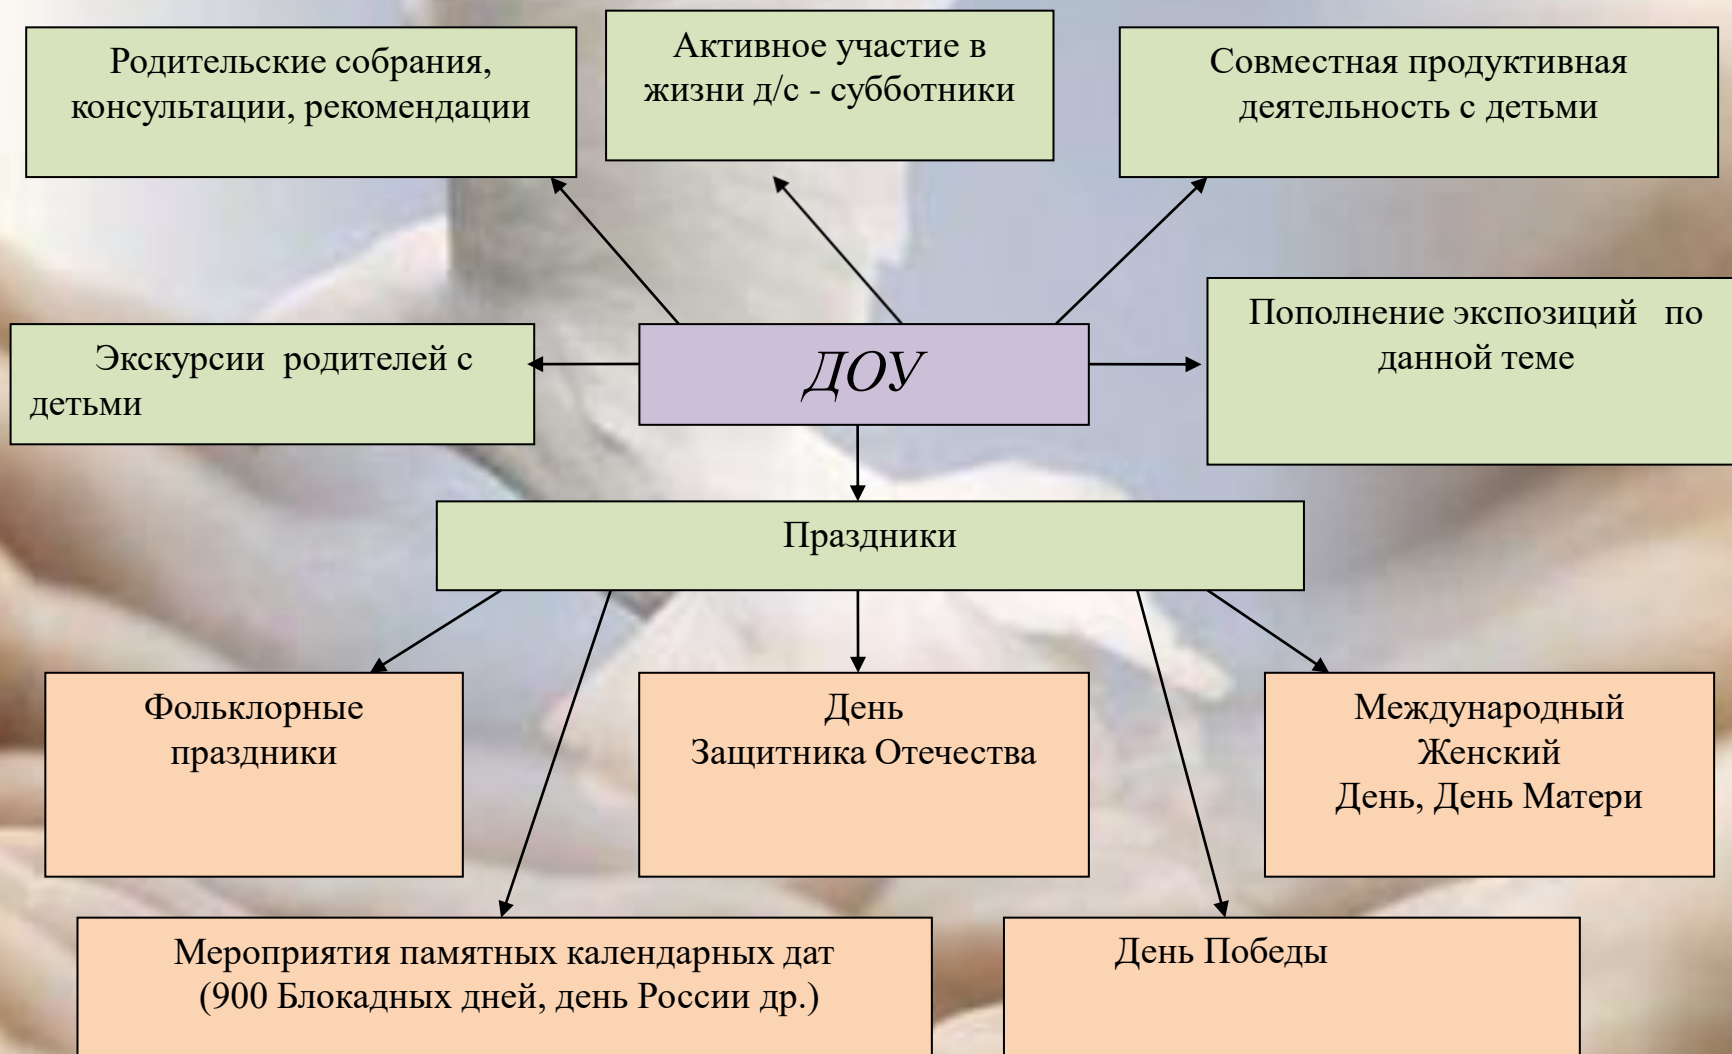 Родительские собрания,
консультации, рекомендации
Активное участие в
жизни д/с - субботники
Совместная продуктивная
деятельность с детьми
Экскурсии родителей с
детьми
ДОУ
Пополнение экспозиций по
данной теме
Праздники
Фольклорные
праздники
День
Защитника Отечества
Международный
Женский
День, День Матери
Мероприятия памятных календарных дат
(900 Блокадных дней, день России др.)
День Победы